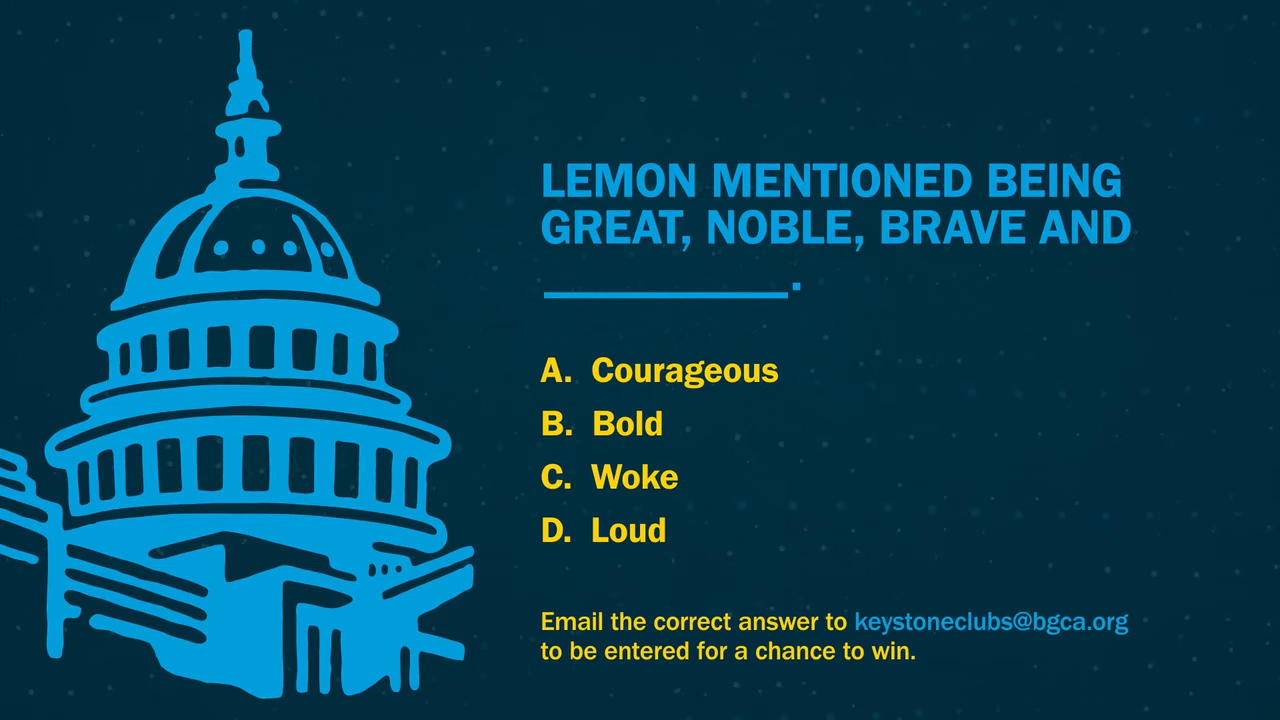 LEMON MENTIONED BEING
GREAT, NOBLE, BRAVE AND
____________.
A. Courageous
B. Bold
C. Woke
D. Loud
Email the correct answer to keystoneclubs@bgca.org
to be entered for a chance to win.